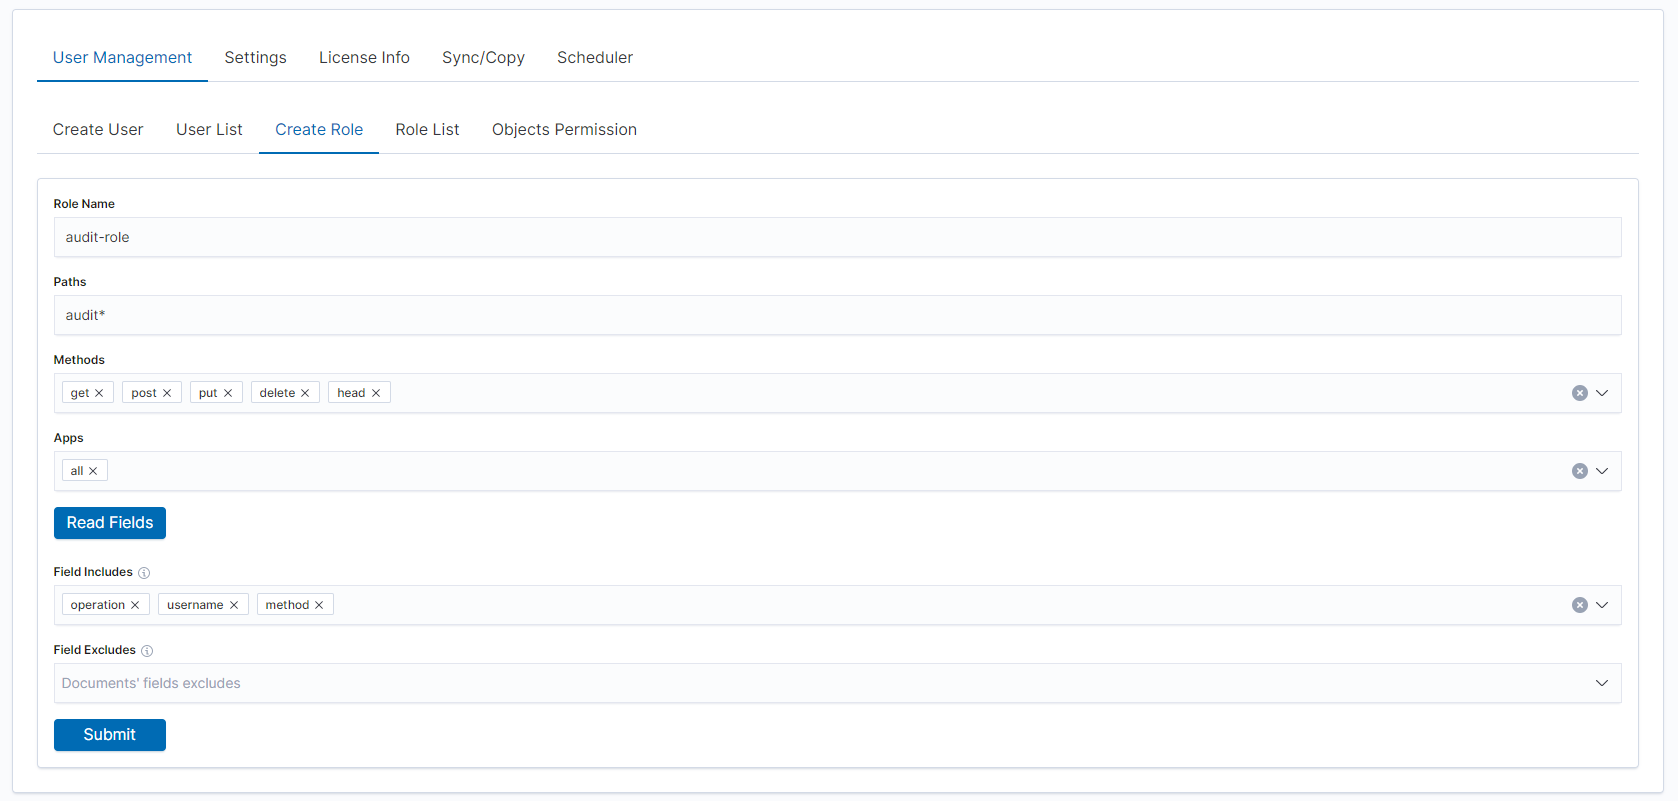 User Management Settings License Info Sync/Copy Scheduler
Create User User List Create Role Role List Objects Permission
Role Name
audit-role
Paths
audit*
Methods
get post put delete head
Apps
all
Read Fields
Field Includes
operation username method
Field Excludes
Documents' fields excludes
Submit